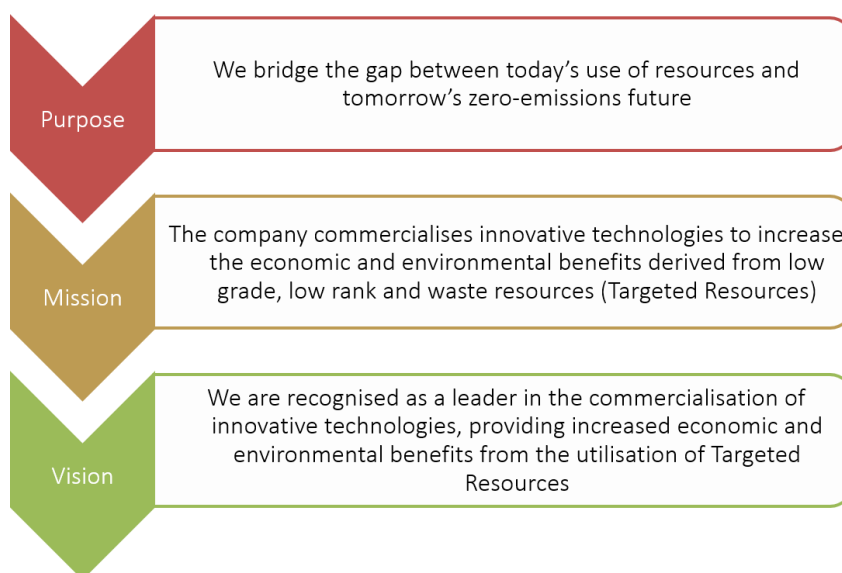 Purpose
We bridge the gap between today’s use of resources and
tomorrow’s zero-emissions future
Mission
The company commercialises innovative technologies to increase
the economic and environmental benefits derived from low
grade, low rank and waste resources (Targeted Resources)
Vision
We are recognised as a leader in the commercialisation of
innovative technologies, providing increased economic and
environmental benefits from the utilisation of Targeted
Resources